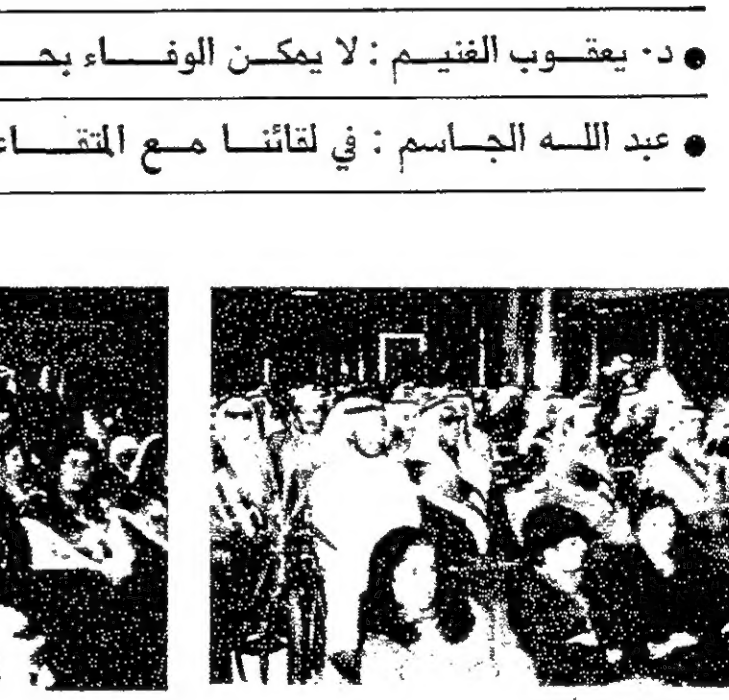 ● د. يعقوب الغنيم : لا يمكن الوفاء
● عبد الله الجاسم : في لقائنا مع